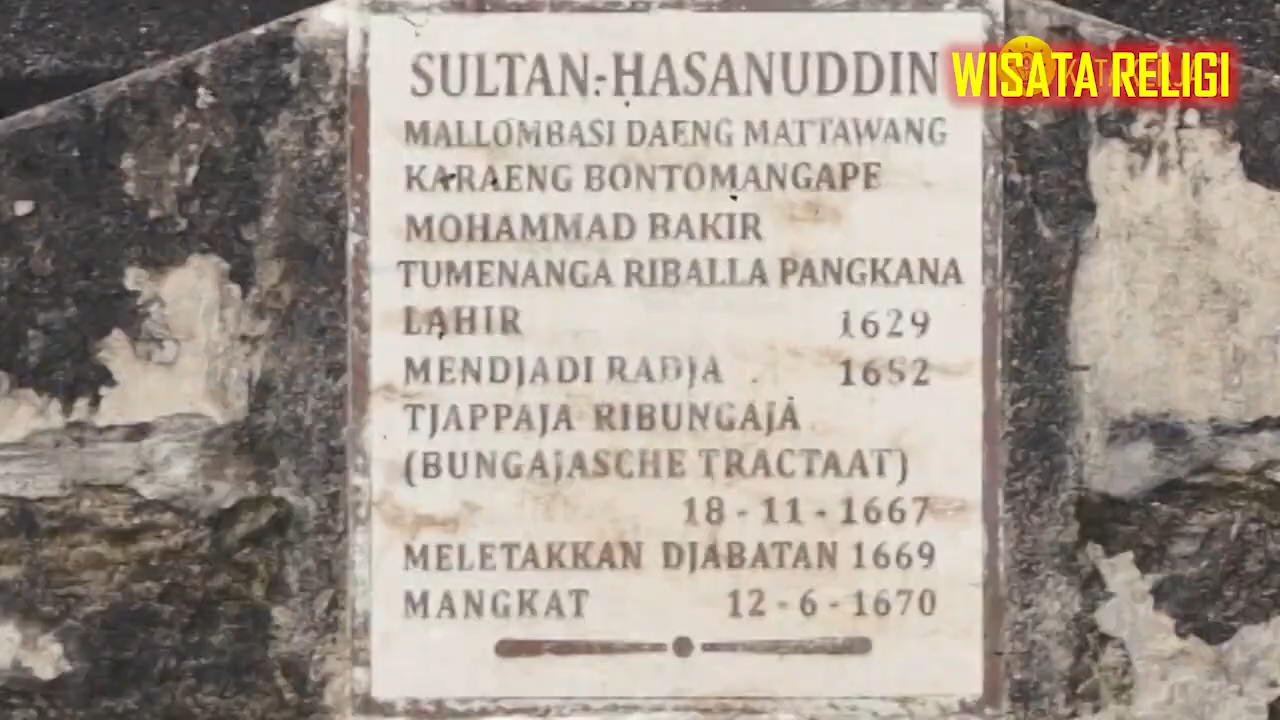 SULTAN HASANUDDIN
MALLOMBASI DAENG MATTAWANG
KARAENG BONTOMANGAPE
MOHAMMAD BAKIR
TUMENANGA RIBALLA PANGKANA
LAHIR 1629
MENDJADI RADJA 1652
TJAPPAJA RIBUNGAJA
(BUNGAJASCHE TRACTAAT)
18 - 11 - 1667
MELETAKKAN DJABATAN 1669
MANGKAT 12 - 6 - 1670
WISATA RELIGI